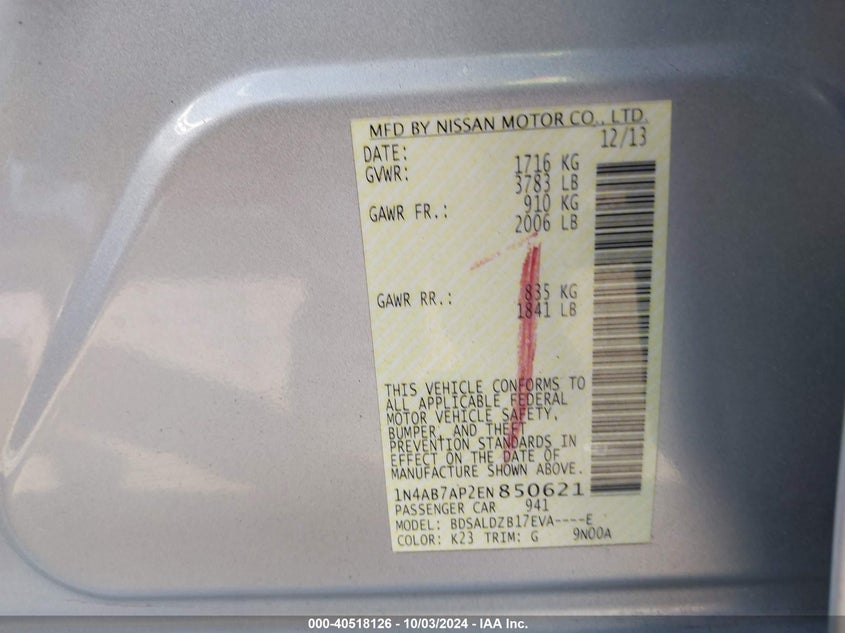 MFD BY NISSAN MOTOR CO., LTD.
DATE: 12/13
GVWR: 1716 KG
3783 LB
GAWR FR.: 910 KG
2006 LB
GAWR RR.: 835 KG
1841 LB
THIS VEHICLE CONFORMS TO
ALL APPLICABLE FEDERAL
MOTOR VEHICLE SAFETY,
BUMPER, AND THEFT
PREVENTION STANDARDS IN
EFFECT ON THE DATE OF
MANUFACTURE SHOWN ABOVE.
1N4AB7AP2EN850621
PASSENGER CAR 941
MODEL: BDSALDZB17EVA----E
COLOR: K23 TRIM: G 9N00A
000-40518126 - 10/03/2024 - IAA Inc.